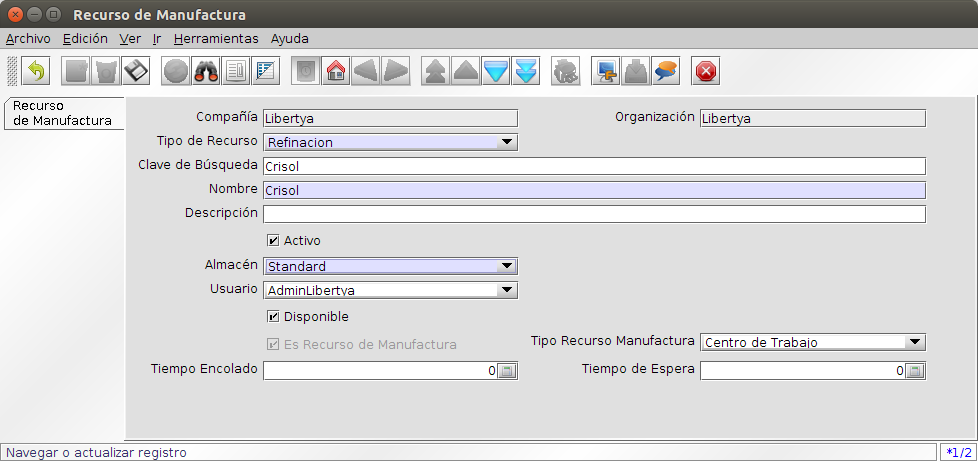 Recurso de Manufactura
Archivo Edición Ver Ir Herramientas Ayuda
Recurso
de Manufactura
Compañía Libertya Organización Libertya
Tipo de Recurso Refinacion
Clave de Búsqueda Crisol
Nombre Crisol
Descripción
Activo
Almacén Standard
Usuario AdminLibertya
Disponible
Es Recurso de Manufactura Tipo Recurso Manufactura Centro de Trabajo
Tiempo Encolado 0 Tiempo de Espera 0
Navegar o actualizar registro *1/2